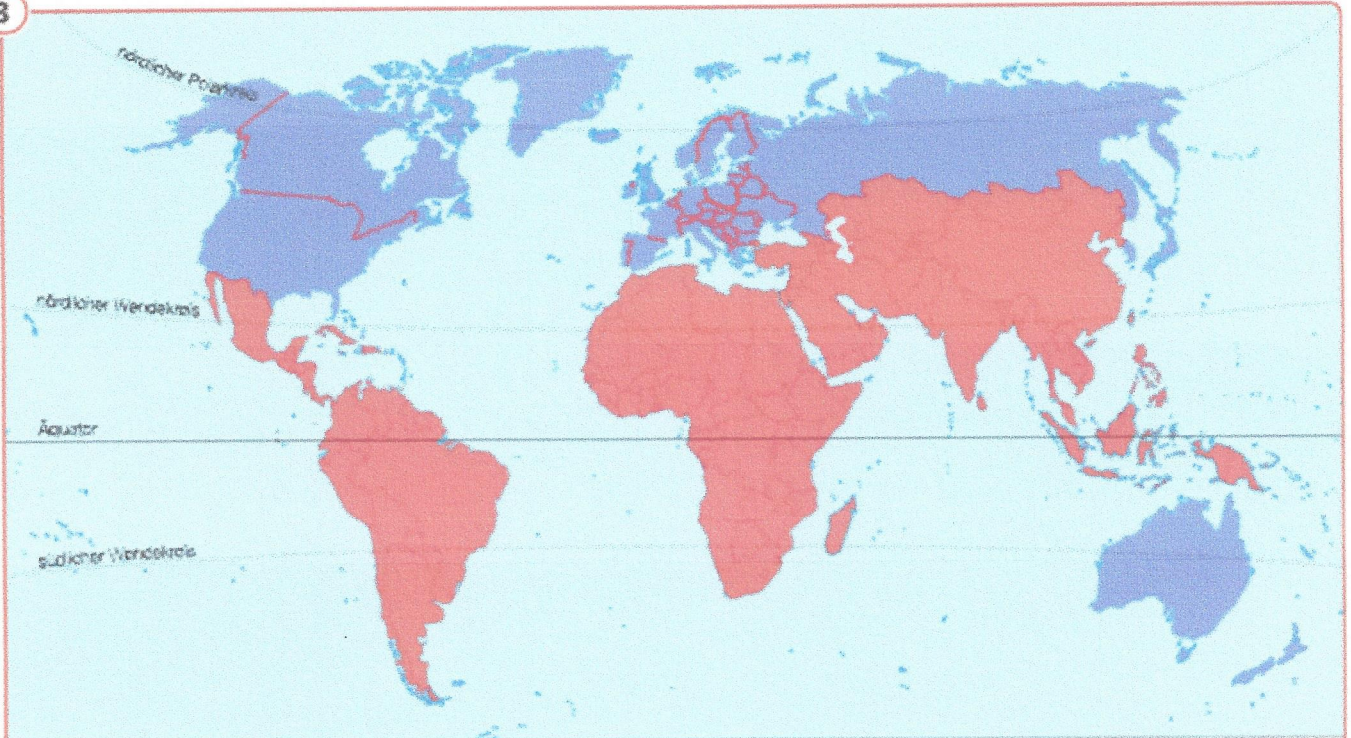 3
nördlicher Polarkreis
nördlicher Wendekreis
Äquator
südlicher Wendekreis